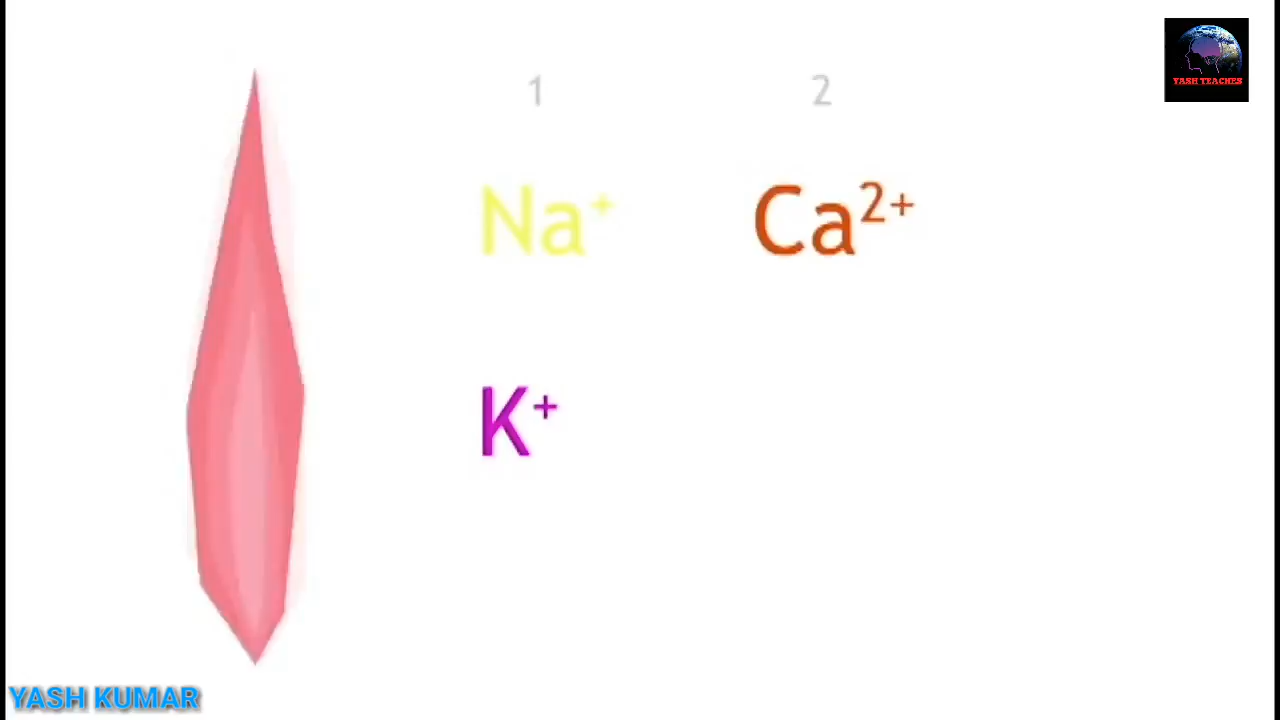 YASH TEACHES
1 2
Na⁺ Ca²⁺
K⁺
YASH KUMAR